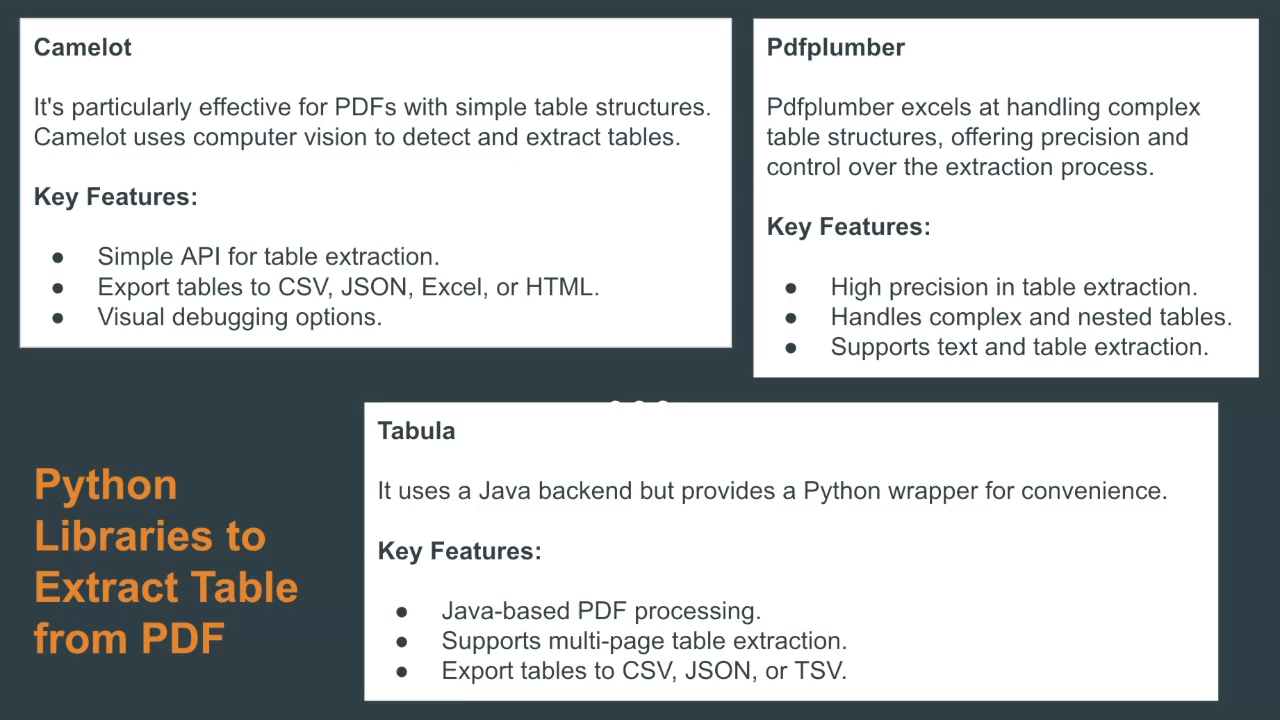 Camelot
It's particularly effective for PDFs with simple table structures.
Camelot uses computer vision to detect and extract tables.
Key Features:
● Simple API for table extraction.
● Export tables to CSV, JSON, Excel, or HTML.
● Visual debugging options.
Pdfplumber
Pdfplumber excels at handling complex
table structures, offering precision and
control over the extraction process.
Key Features:
● High precision in table extraction.
● Handles complex and nested tables.
● Supports text and table extraction.
Python
Libraries to
Extract Table
from PDF
Tabula
It uses a Java backend but provides a Python wrapper for convenience.
Key Features:
● Java-based PDF processing.
● Supports multi-page table extraction.
● Export tables to CSV, JSON, or TSV.